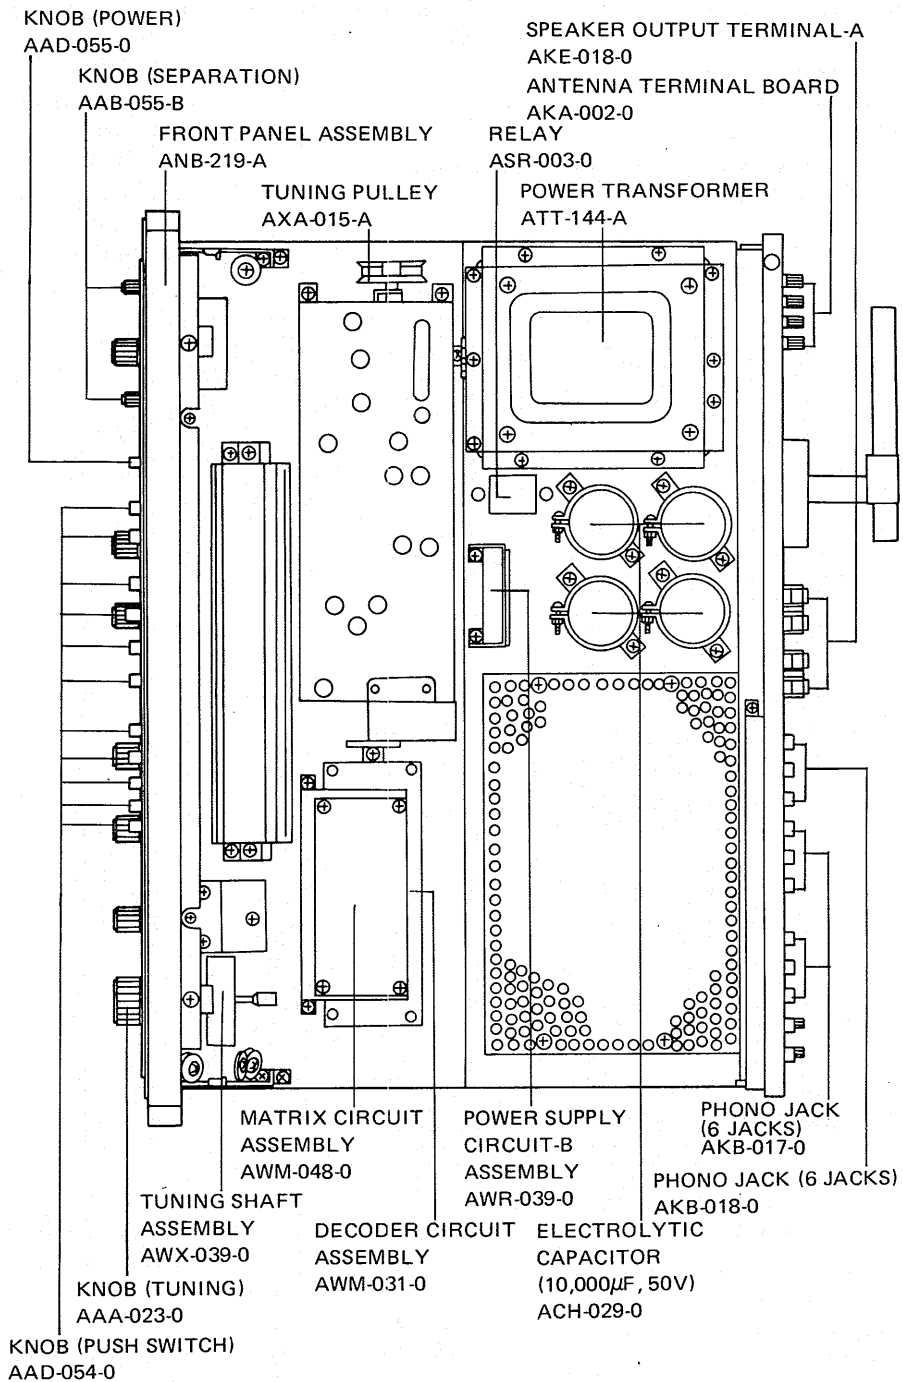 KNOB (POWER)
AAD-055-0
KNOB (SEPARATION)
AAB-055-B
FRONT PANEL ASSEMBLY
ANB-219-A
TUNING PULLEY
AXA-015-A
SPEAKER OUTPUT TERMINAL-A
AKE-018-0
ANTENNA TERMINAL BOARD
AKA-002-0
RELAY
ASR-003-0
POWER TRANSFORMER
ATT-144-A
MATRIX CIRCUIT
ASSEMBLY
AWM-048-0
POWER SUPPLY
CIRCUIT-B
ASSEMBLY
AWR-039-0
PHONO JACK
(6 JACKS)
AKB-017-0
PHONO JACK (6 JACKS)
AKB-018-0
TUNING SHAFT
ASSEMBLY
AWX-039-0
DECODER CIRCUIT
ASSEMBLY
AWM-031-0
ELECTROLYTIC
CAPACITOR
(10,000μF, 50V)
ACH-029-0
KNOB (TUNING)
AAA-023-0
KNOB (PUSH SWITCH)
AAD-054-0